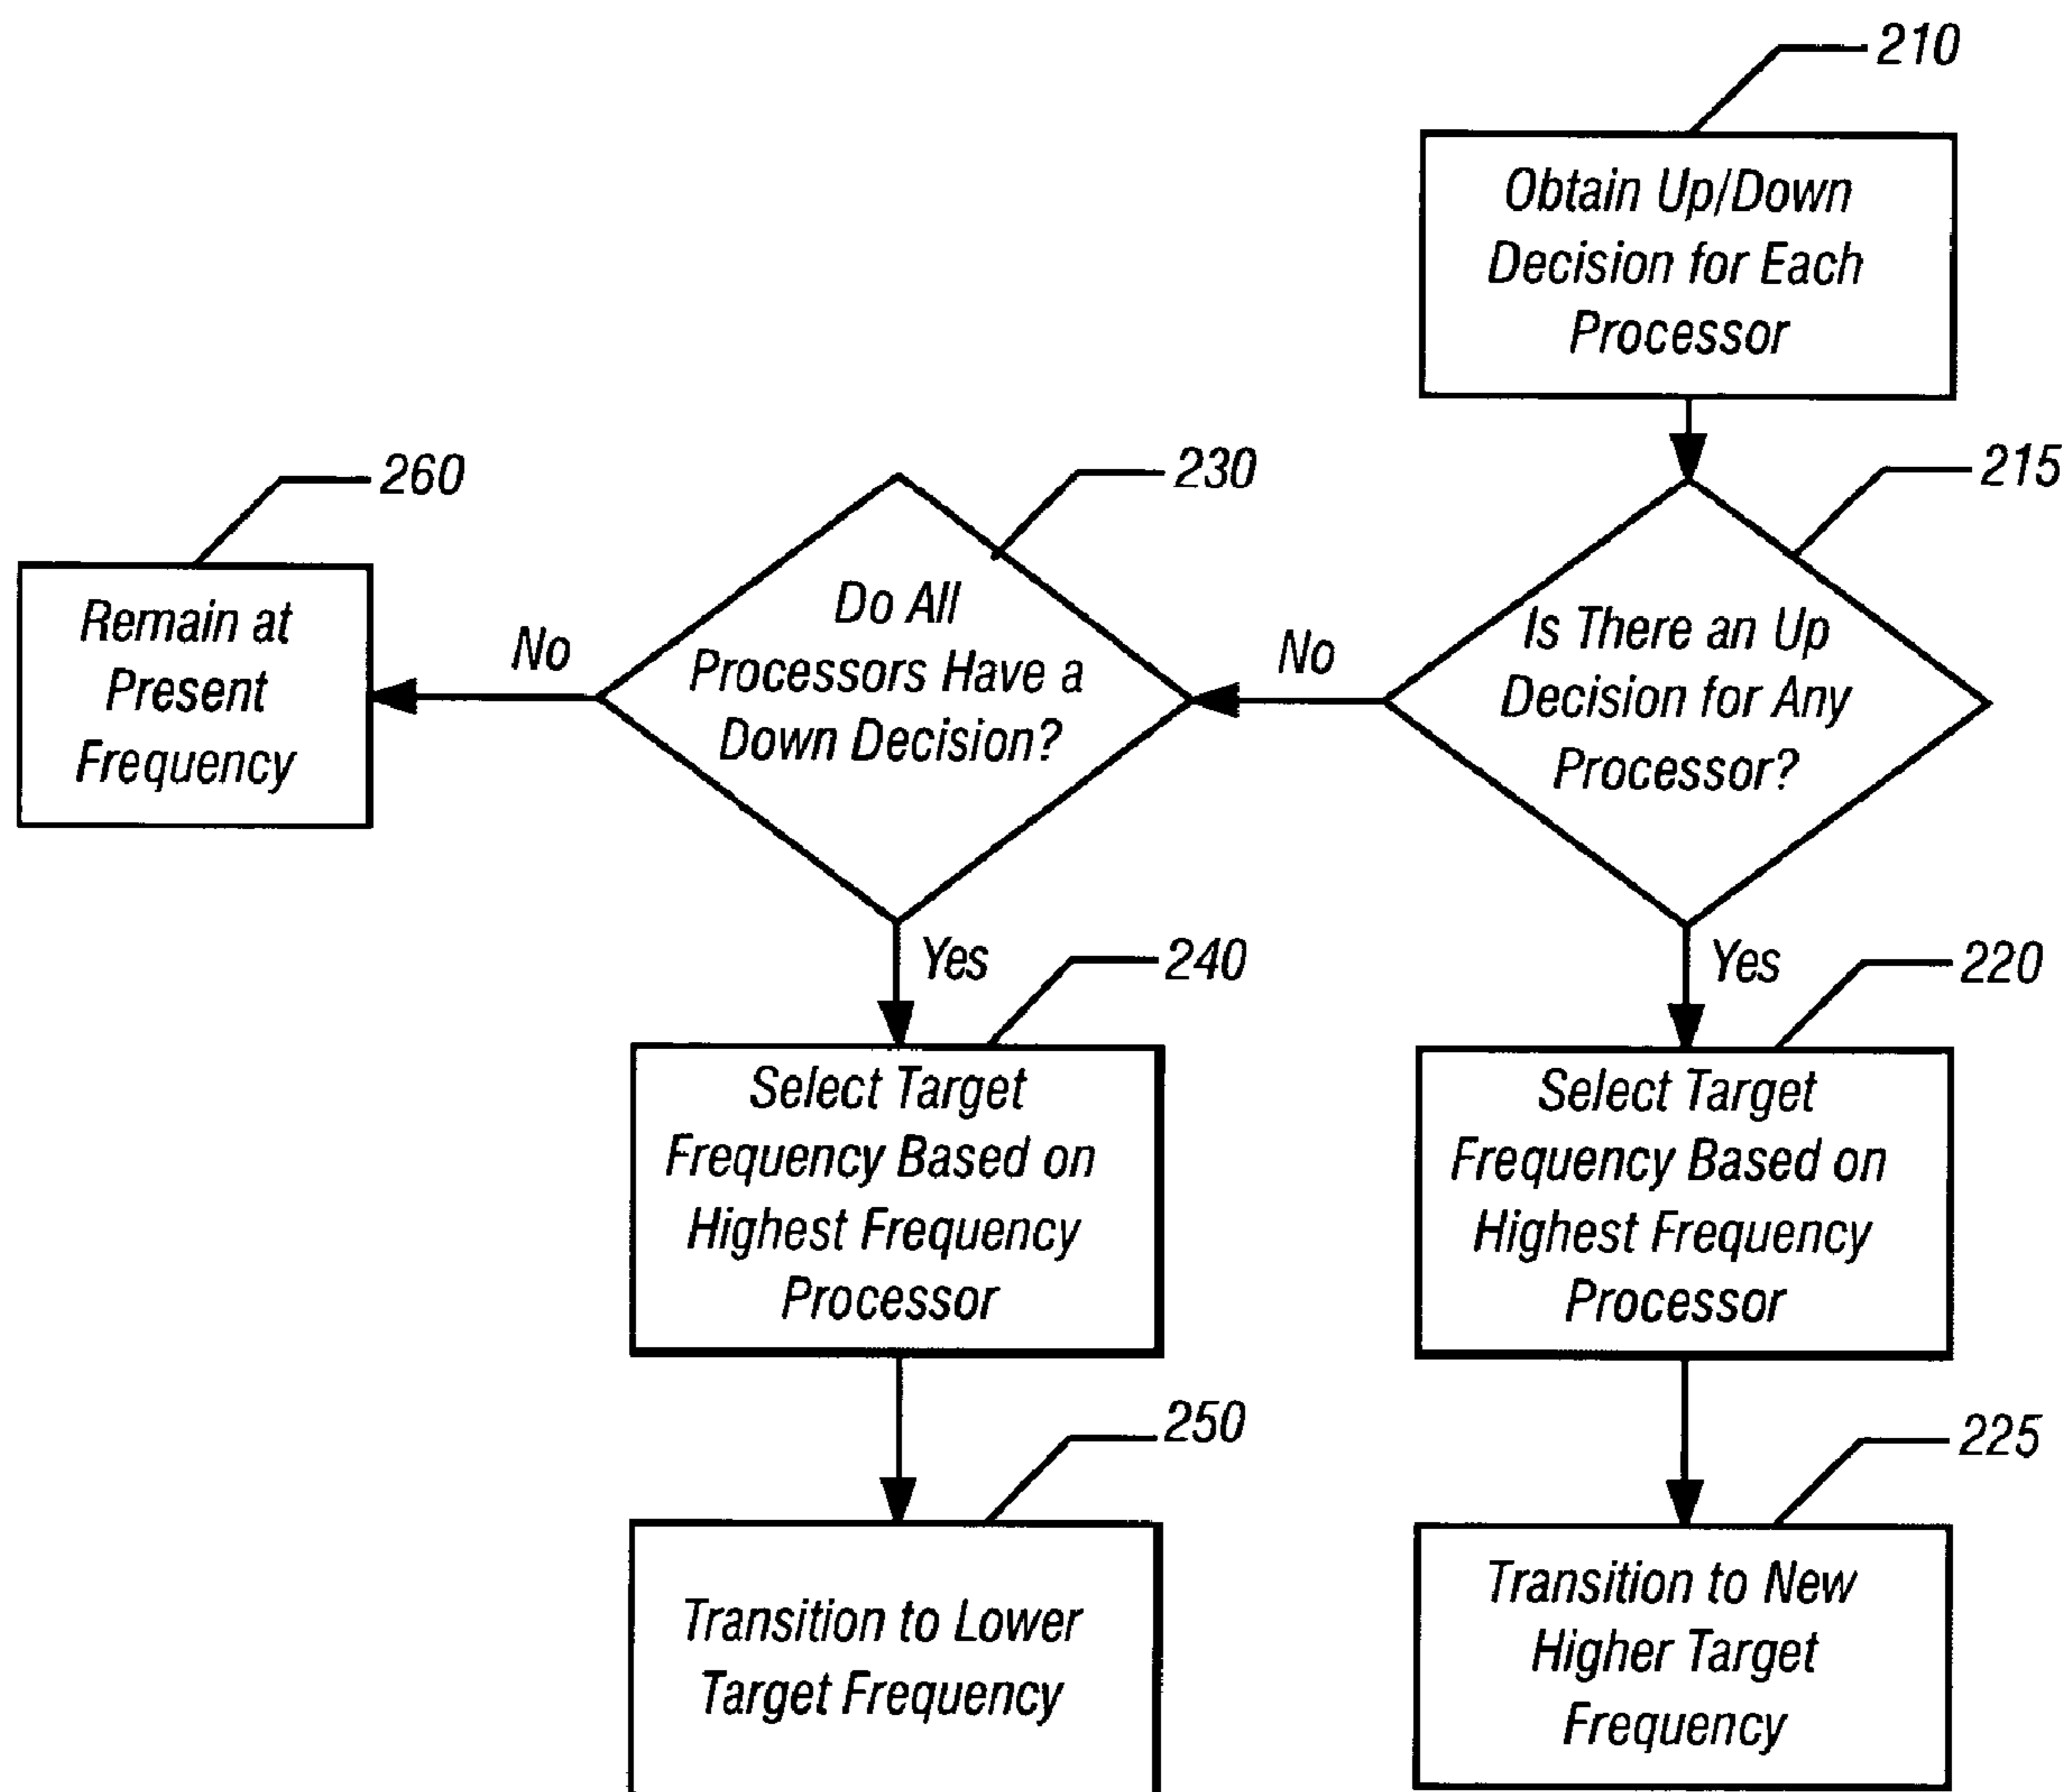 210
Obtain Up/Down
Decision for Each
Processor
215
Is There an Up
Decision for Any
Processor?
No
Yes
230
Do All
Processors Have a
Down Decision?
No
Yes
260
Remain at
Present
Frequency
240
Select Target
Frequency Based on
Highest Frequency
Processor
220
Select Target
Frequency Based on
Highest Frequency
Processor
250
Transition to Lower
Target Frequency
225
Transition to New
Higher Target
Frequency